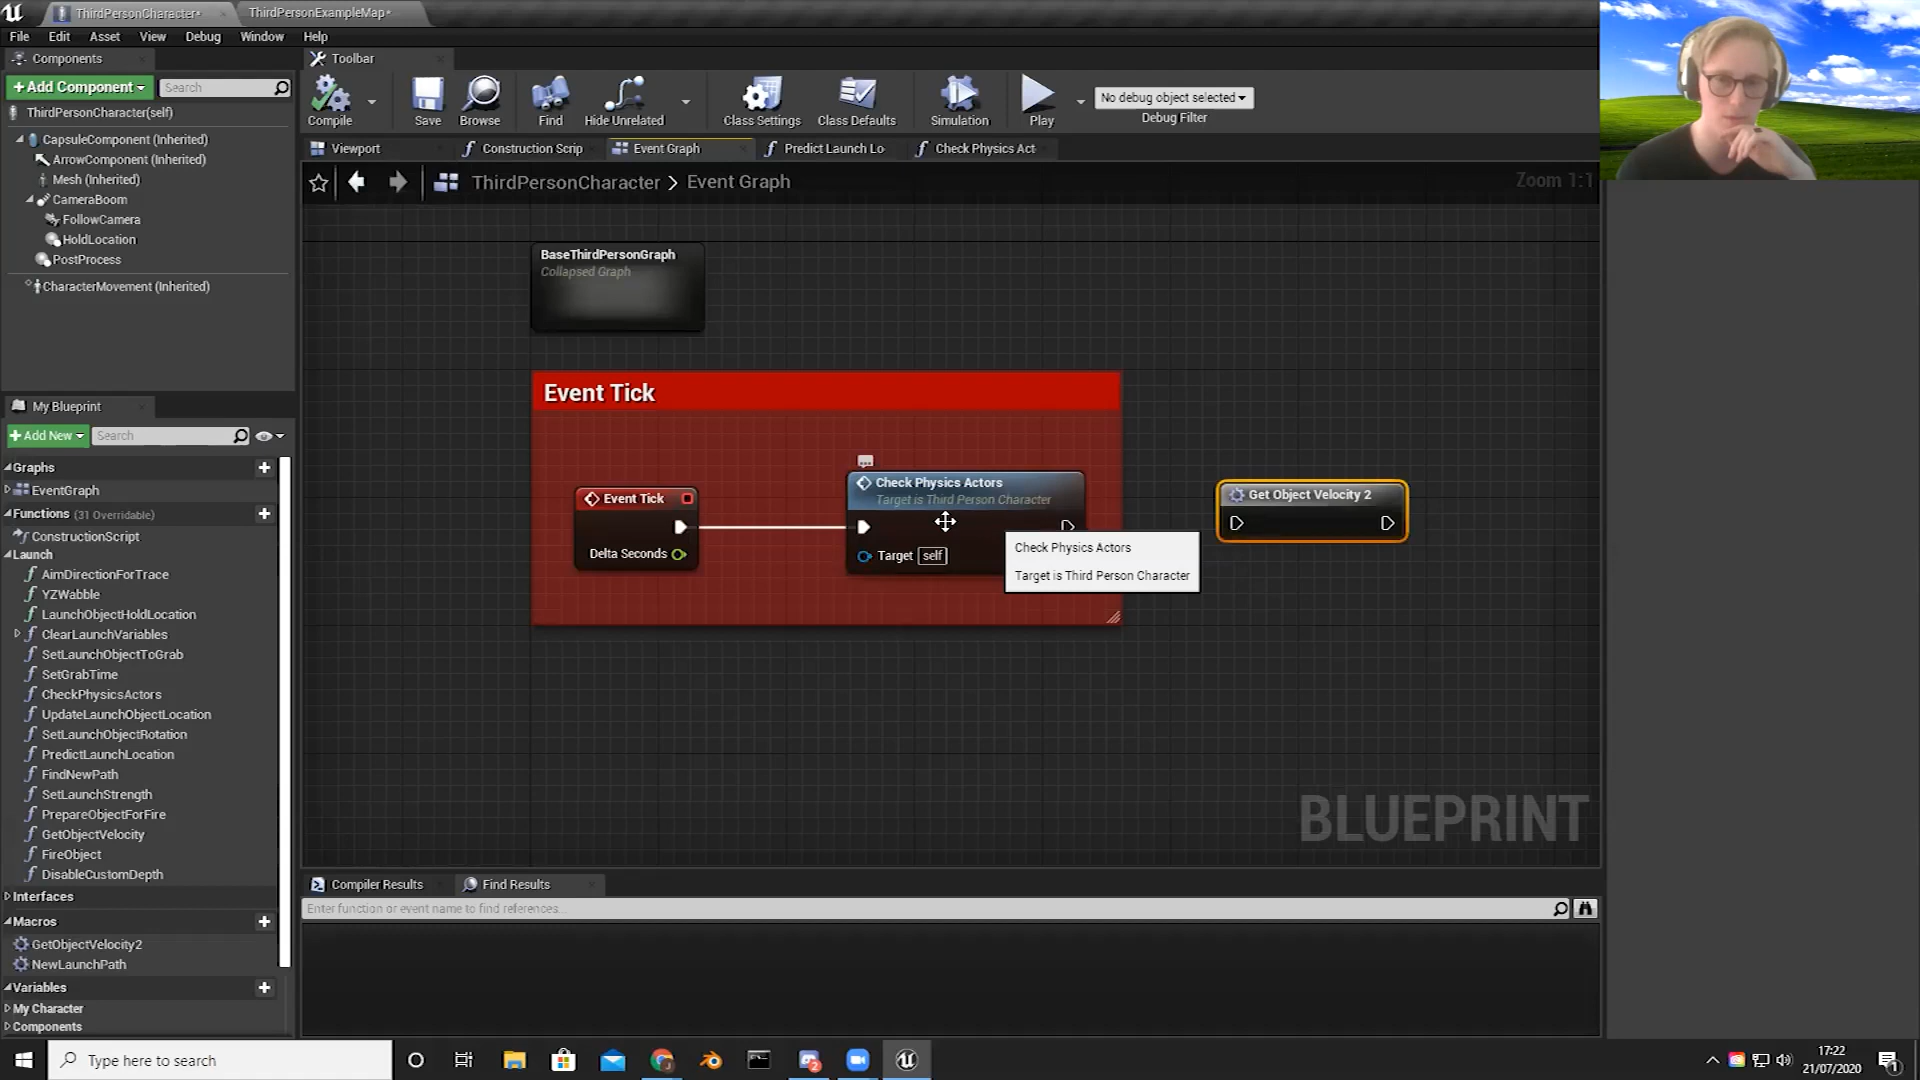 ThirdPersonCharacter*
ThirdPersonExampleMap*
File Edit Asset View Debug Window Help
Components
Toolbar
+Add Component
Search
Compile
Save
Browse
Find
Hide Unrelated
Class Settings
Class Defaults
Simulation
Play
No debug object selected
Debug Filter
ThirdPersonCharacter(self)
CapsuleComponent (Inherited)
ArrowComponent (Inherited)
Mesh (Inherited)
CameraBoom
FollowCamera
HoldLocation
PostProcess
CharacterMovement (Inherited)
Viewport
Construction Scrip
Event Graph
Predict Launch Lo
Check Physics Act
ThirdPersonCharacter > Event Graph
Zoom 1:1
BaseThirdPersonGraph
Collapsed Graph
Event Tick
Event Tick
Delta Seconds
Check Physics Actors
Target is Third Person Character
Target self
Check Physics Actors
Target is Third Person Character
Get Object Velocity 2
BLUEPRINT
My Blueprint
+Add New
Search
Graphs
EventGraph
Functions (31 Overridable)
ConstructionScript
Launch
AimDirectionForTrace
YZWabble
LaunchObjectHoldLocation
ClearLaunchVariables
SetLaunchObjectToGrab
SetGrabTime
CheckPhysicsActors
UpdateLaunchObjectLocation
SetLaunchObjectRotation
PredictLaunchLocation
FindNewPath
SetLaunchStrength
PrepareObjectForFire
GetObjectVelocity
FireObject
DisableCustomDepth
Interfaces
Macros
GetObjectVelocity2
NewLaunchPath
Variables
My Character
Components
Compiler Results
Find Results
Enter function or event name to find references...
Type here to search
17:22
21/07/2020